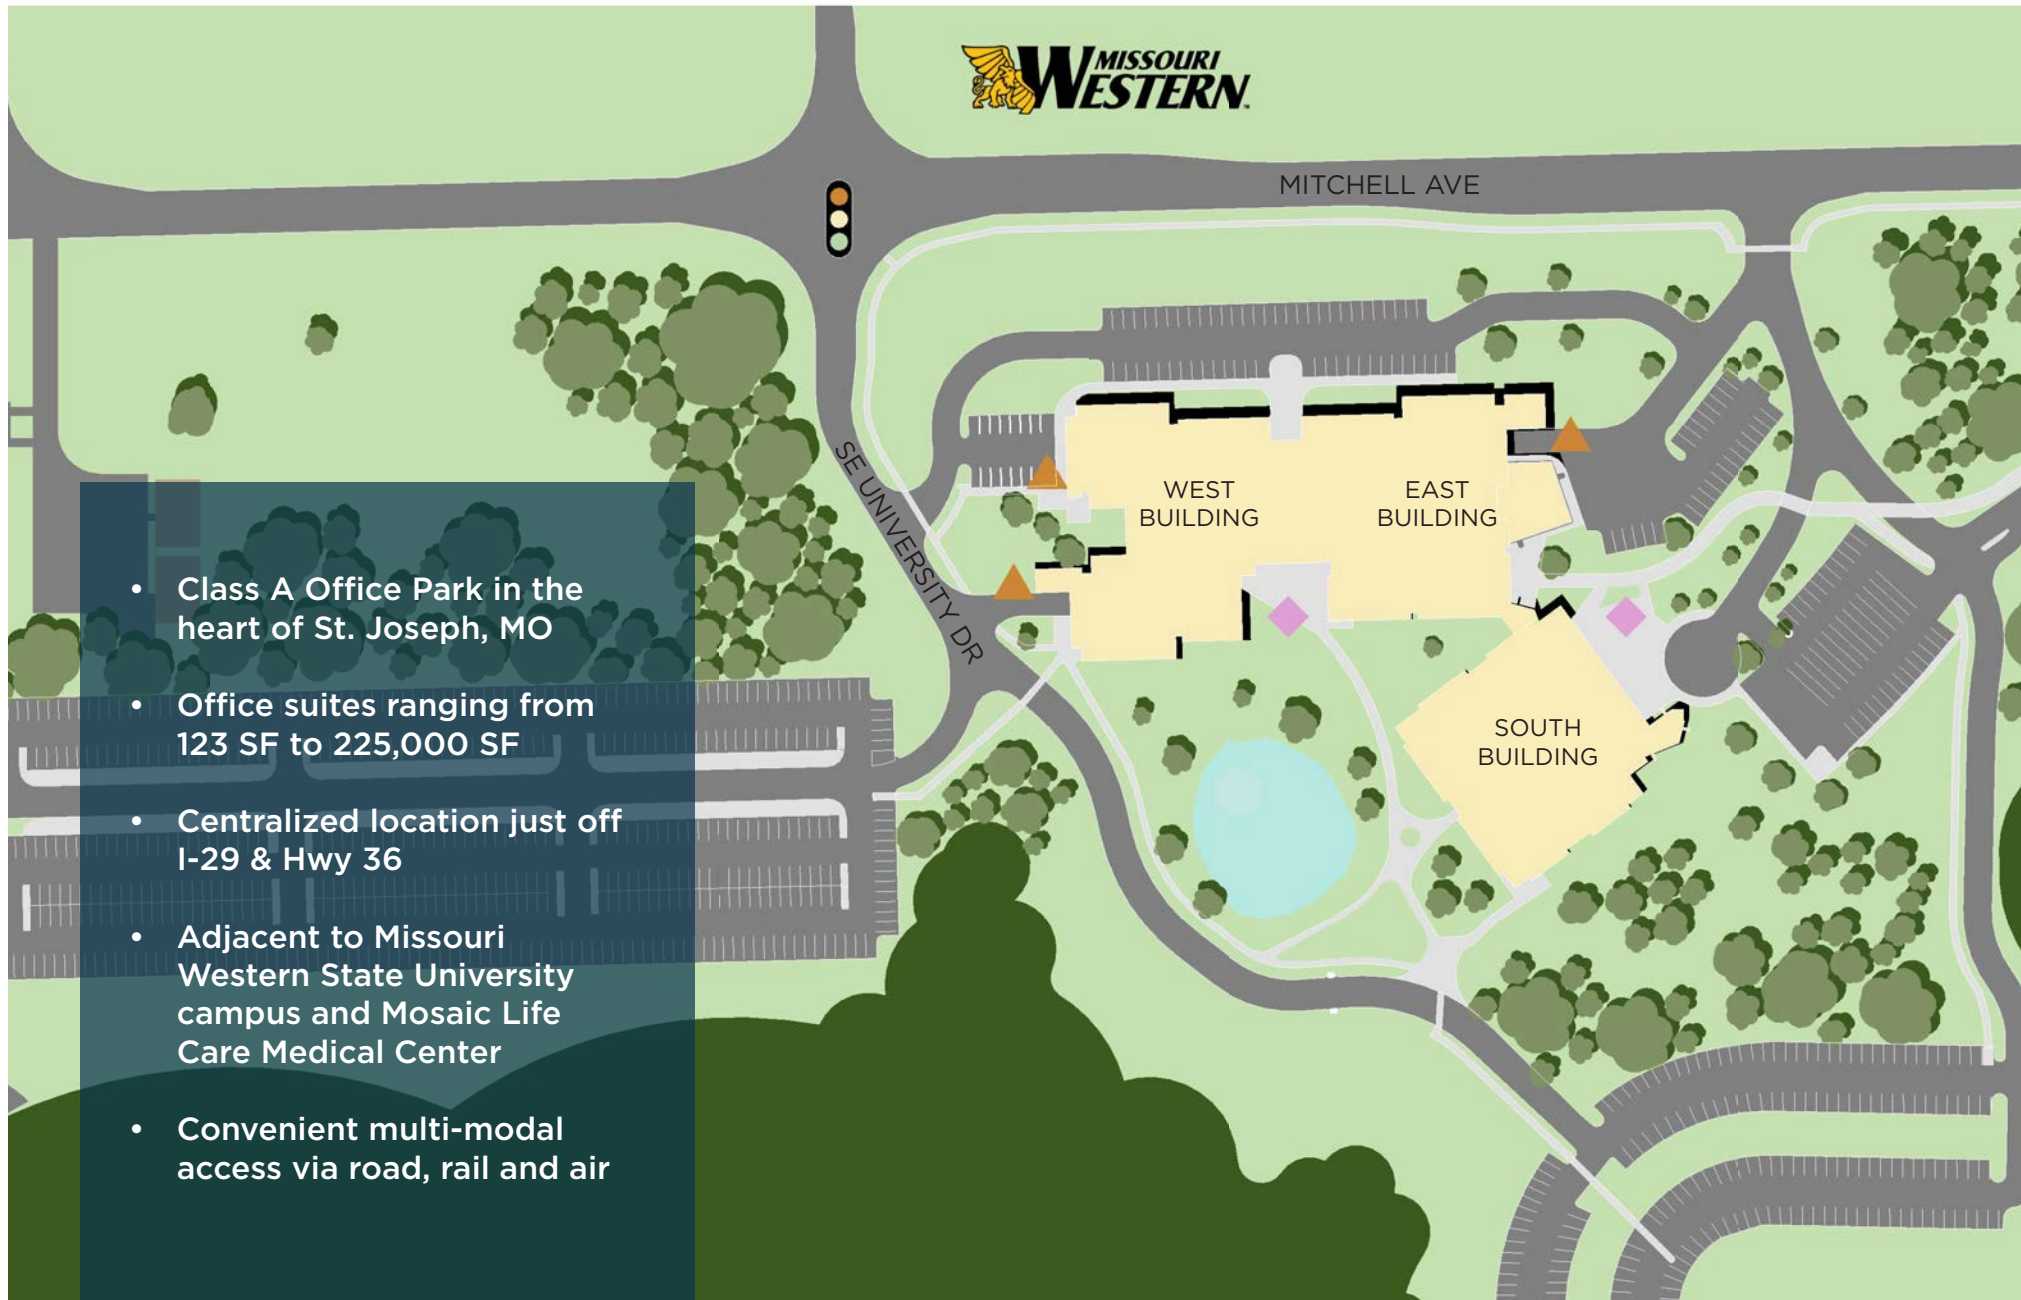 MISSOURI
WESTERN
MITCHELL AVE
SE UNIVERSITY DR
WEST
BUILDING
EAST
BUILDING
SOUTH
BUILDING
• Class A Office Park in the
heart of St. Joseph, MO
• Office suites ranging from
123 SF to 225,000 SF
• Centralized location just off
I-29 & Hwy 36
• Adjacent to Missouri
Western State University
campus and Mosaic Life
Care Medical Center
• Convenient multi-modal
access via road, rail and air